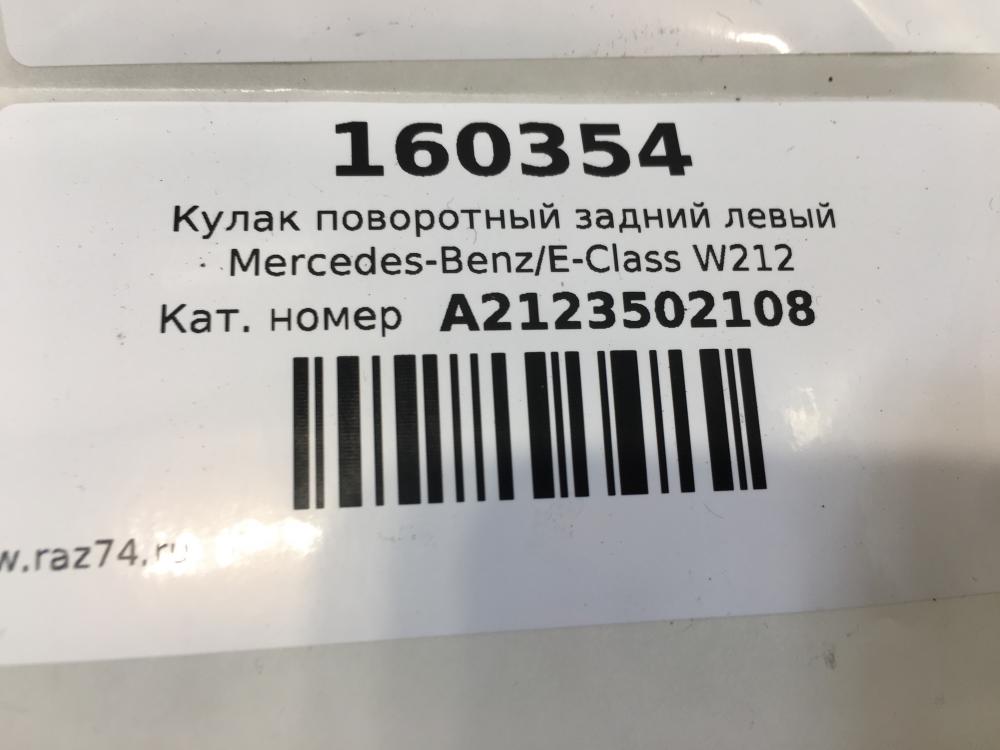 160354
Кулак поворотный задний левый
Mercedes-Benz/E-Class W212
Кат. номер A2123502108
w.raz74.ru